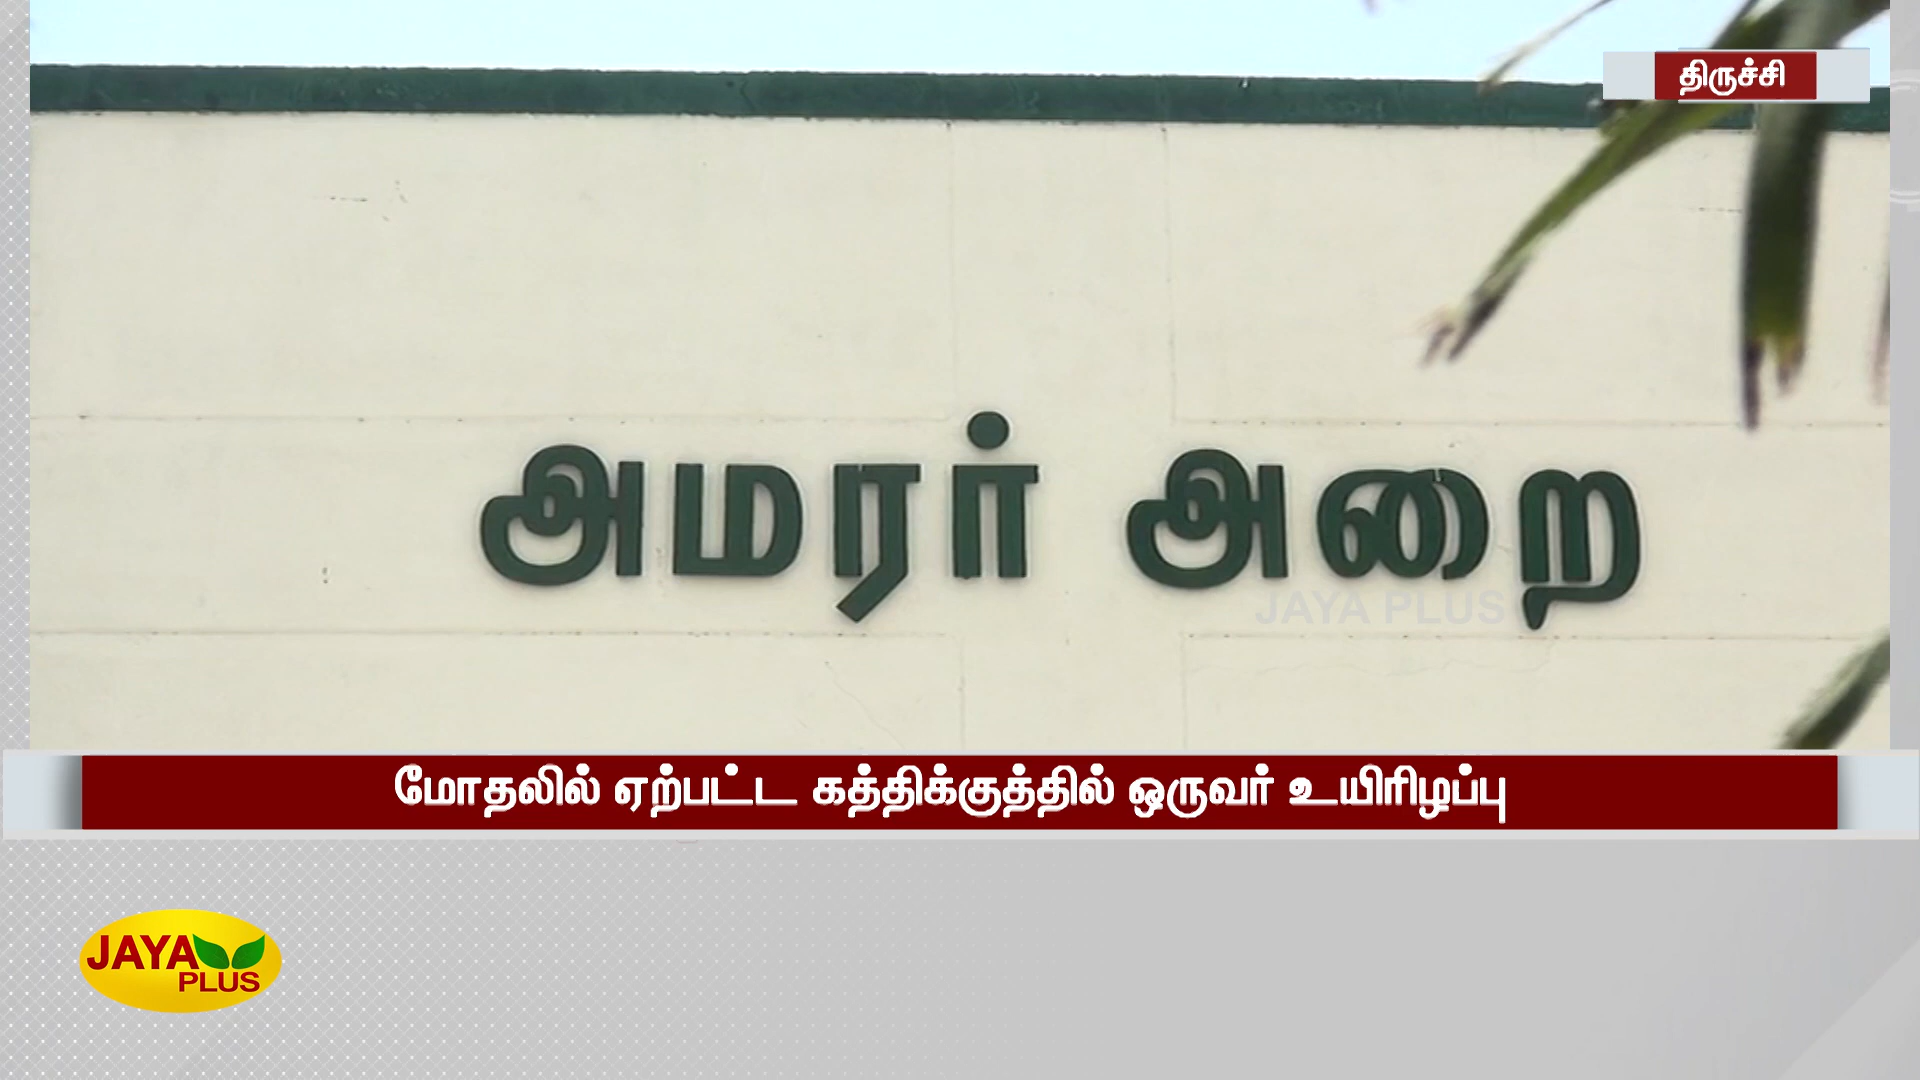 திருச்சி
அமரர் அறை
JAYA PLUS
மோதலில் ஏற்பட்ட கத்திக்குத்தில் ஒருவர் உயிரிழப்பு
JAYA
PLUS